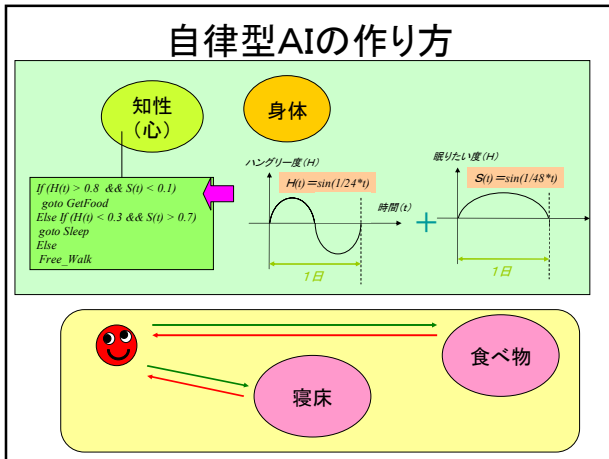 自律型AIの作り方
知性
(心)
身体
If (H(t) > 0.8 && S(t) < 0.1)
goto GetFood
Else If (H(t) < 0.3 && S(t) > 0.7)
goto Sleep
Else
Free_Walk
ハングリー度(H)
H(t)=sin(1/24*t)
時間(t)
1日
+
眠りたい度(H)
S(t)=sin(1/48*t)
1日
食べ物
寝床